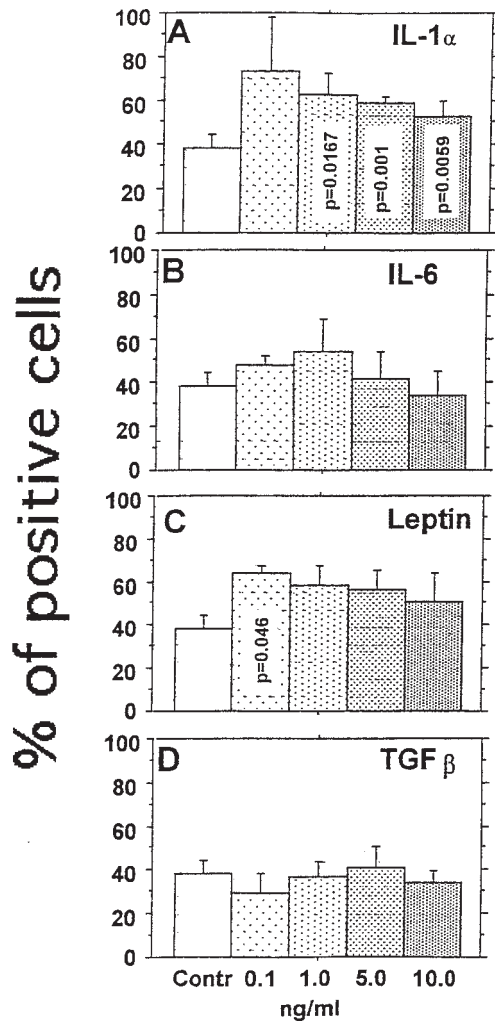 % of positive cells
A
IL-1α
100
80
60
40
20
0
p=0.0167
p=0.001
p=0.0059
B
IL-6
100
80
60
40
20
0
C
Leptin
100
80
60
40
20
0
p=0.046
D
TGF β
100
80
60
40
20
0
Contr 0.1 1.0 5.0 10.0
ng/ml